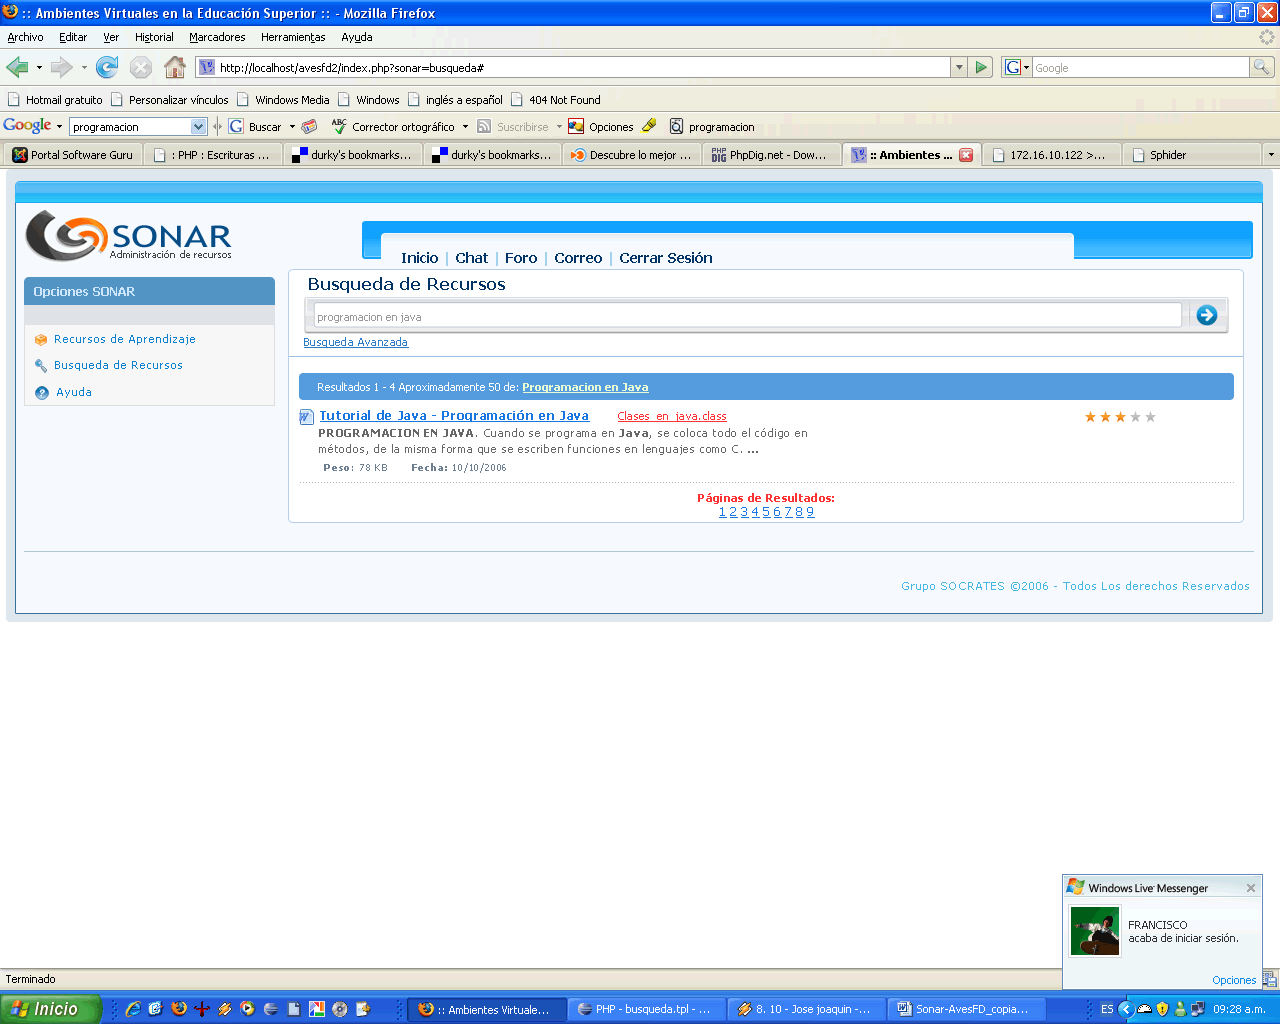 :: Ambientes Virtuales en la Educación Superior :: - Mozilla Firefox
Archivo Editar Ver Historial Marcadores Herramientas Ayuda
http://localhost/avesfd2/index.php?sonar=busqueda#
Google
Hotmail gratuito Personalizar vínculos Windows Media Windows inglés a español 404 Not Found
Google programacion Buscar Corrector ortográfico Suscribirse Opciones programacion
Portal Software Guru : PHP : Escrituras ... durky's bookmarks... durky's bookmarks... Descubre lo mejor ... PhpDig.net - Dow... :: Ambientes ... 172.16.10.122 >... Sphider
SONAR
Administración de recursos
Inicio | Chat | Foro | Correo | Cerrar Sesión
Opciones SONAR
Recursos de Aprendizaje
Busqueda de Recursos
Ayuda
Busqueda de Recursos
programacion en java
Busqueda Avanzada
Resultados 1 - 4 Aproximadamente 50 de: Programacion en Java
Tutorial de Java - Programación en Java Clases_en_java.class
PROGRAMACION EN JAVA. Cuando se programa en Java, se coloca todo el código en
métodos, de la misma forma que se escriben funciones en lenguajes como C. ...
Peso: 78 KB Fecha: 10/10/2006
Páginas de Resultados:
1 2 3 4 5 6 7 8 9
Grupo SOCRATES ©2006 - Todos Los derechos Reservados
Windows Live Messenger
FRANCISCO
acaba de iniciar sesión.
Opciones
Terminado
Inicio :: Ambientes Virtuale... PHP - busqueda.tpl - ... 8. 10 - Jose joaquin -... Sonar-AvesFD_copia... ES 09:28 a.m.